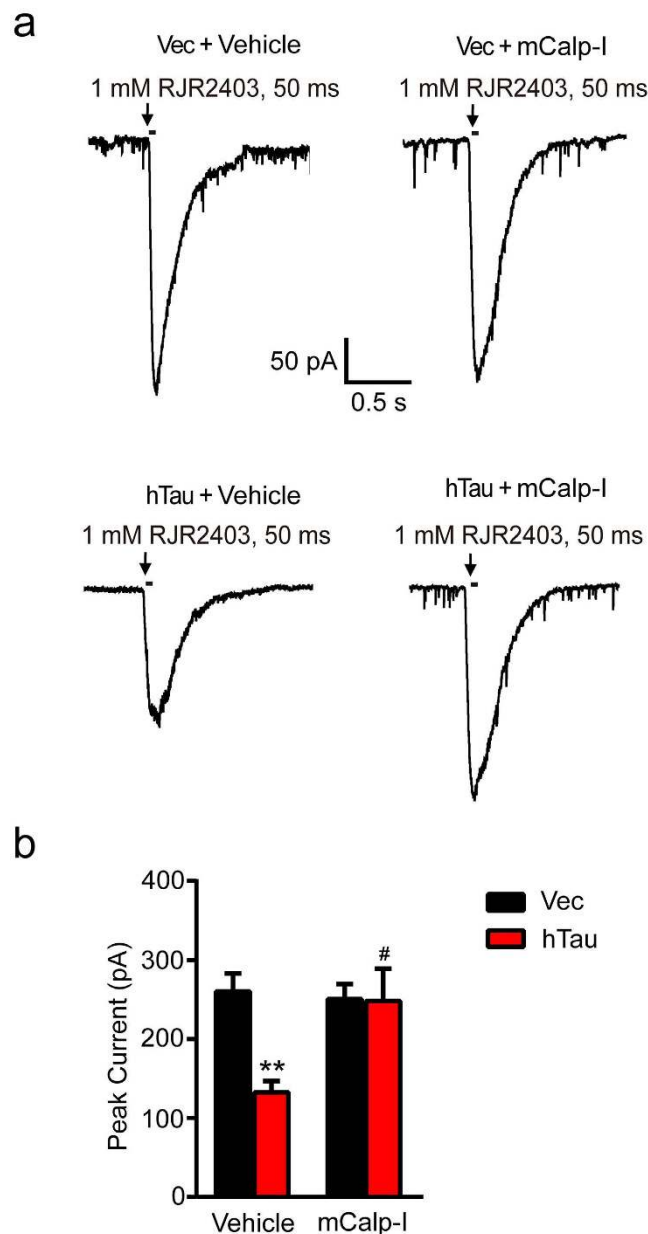 a
Vec + Vehicle
1 mM RJR2403, 50 ms
Vec + mCalp-I
1 mM RJR2403, 50 ms
50 pA
0.5 s
hTau + Vehicle
1 mM RJR2403, 50 ms
hTau + mCalp-I
1 mM RJR2403, 50 ms
b
Peak Current (pA)
400
300
200
100
0
**
#
Vehicle
mCalp-I
Vec
hTau